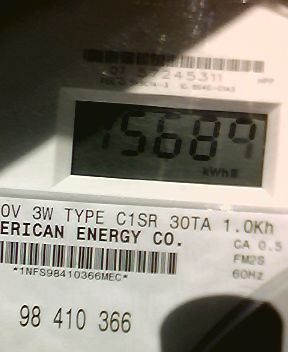 57245311
15689
kWh
0V 3W TYPE C1SR 30TA 1.0Kh
ERICAN ENERGY CO.
CA 0.5
*1NFS98410366MEC*
FM2S
60Hz
98 410 366